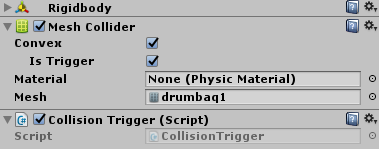 Rigidbody
Mesh Collider
Convex
Is Trigger
Material None (Physic Material)
Mesh drumbaq1
Collision Trigger (Script)
Script CollisionTrigger